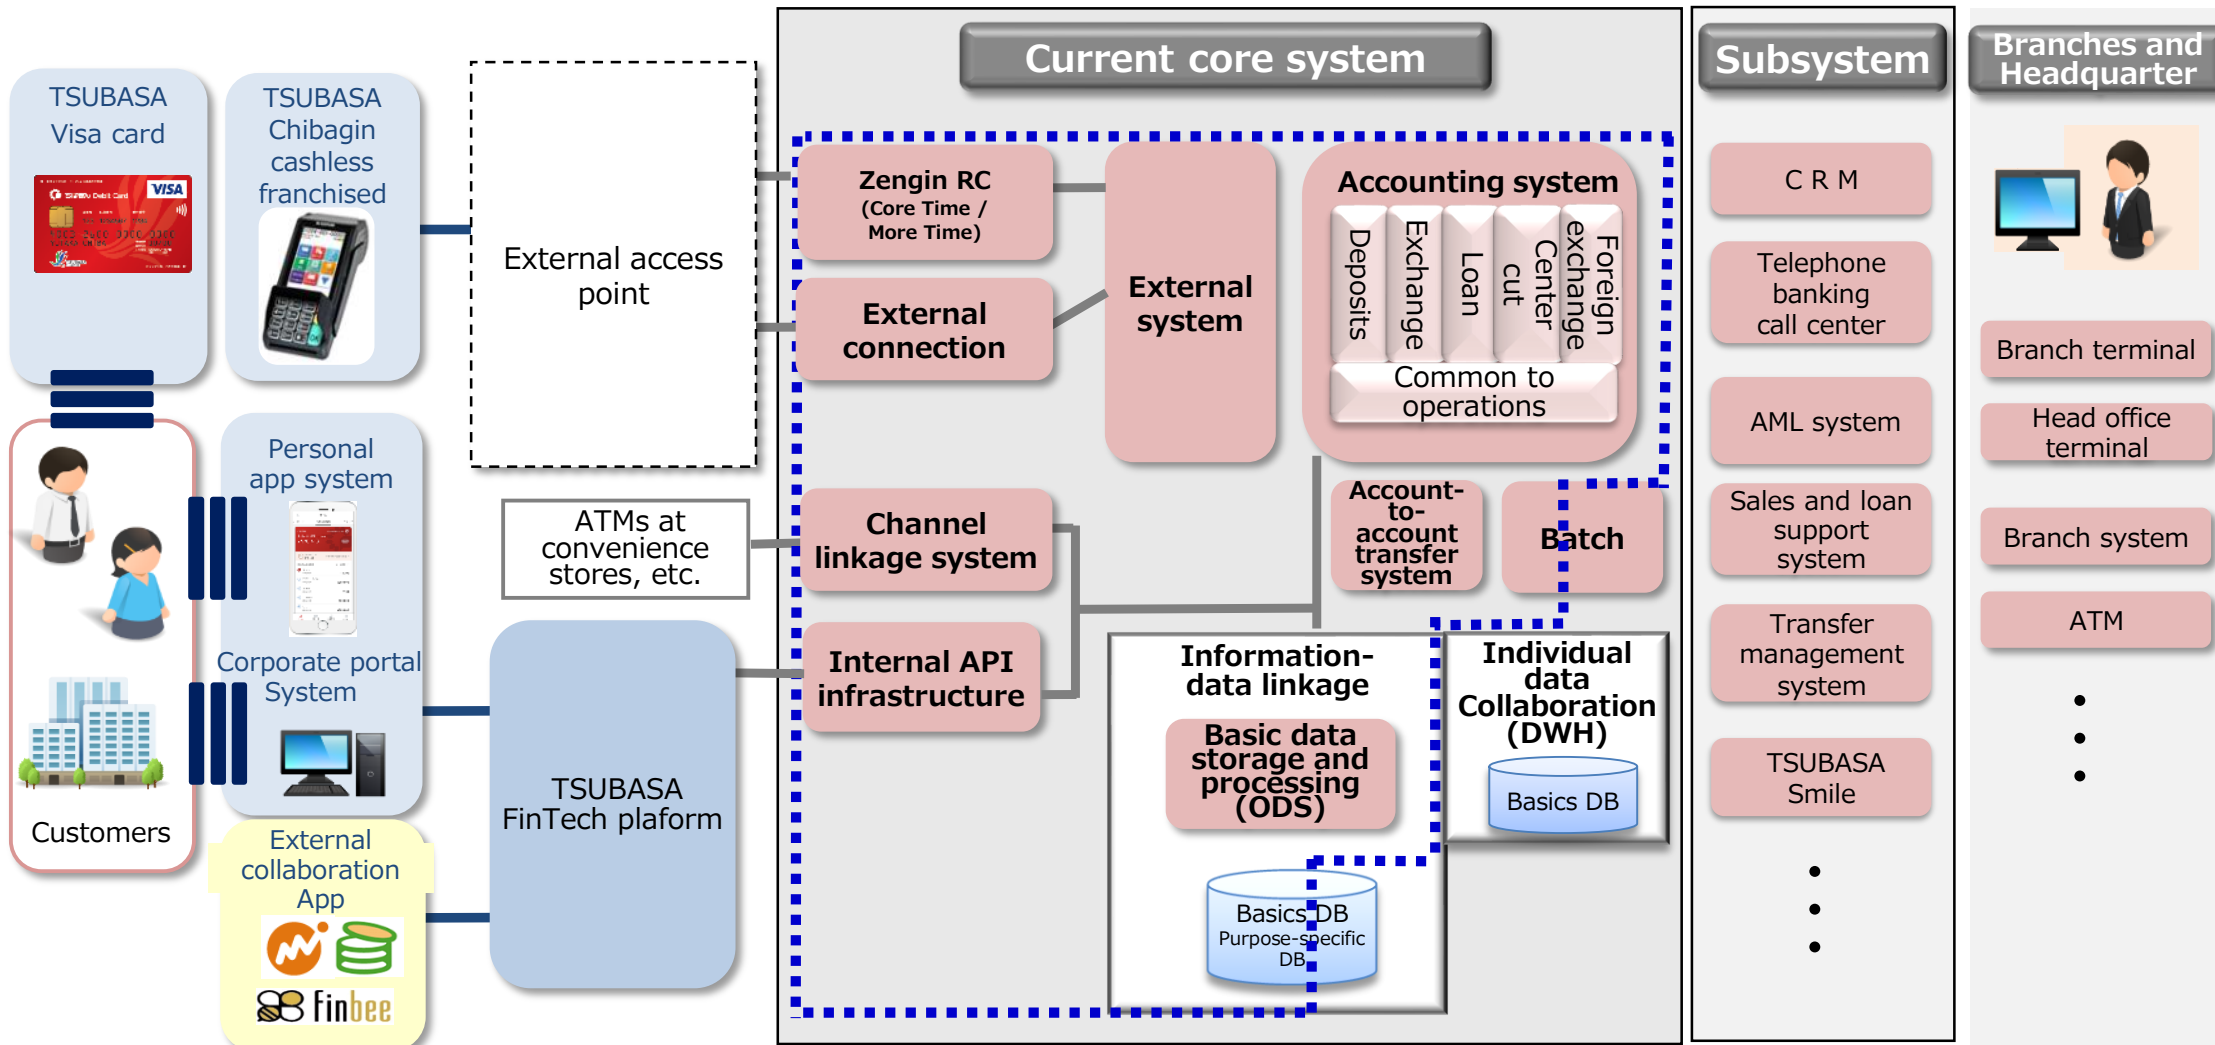 Current core system
Subsystem
Branches and
Headquarter
TSUBASA
Visa card
VISA
TSUBASA
Chibagin
cashless
franchised
External access
point
Zengin RC
(Core Time /
More Time)
External
connection
External
system
Accounting system
Deposits
Exchange
Loan
Center
cut
Foreign
exchange
Common to
operations
Customers
Personal
app system
Corporate portal
System
External
collaboration
App
finbee
ATMs at
convenience
stores, etc.
TSUBASA
FinTech plaform
Channel
linkage system
Internal API
infrastructure
Account-
to-
account
transfer
system
Batch
Information-
data linkage
Basic data
storage and
processing
(ODS)
Basics DB
Purpose-specific
DB
Individual
data
Collaboration
(DWH)
Basics DB
C R M
Telephone
banking
call center
AML system
Sales and loan
support
system
Transfer
management
system
TSUBASA
Smile
Branch terminal
Head office
terminal
Branch system
ATM